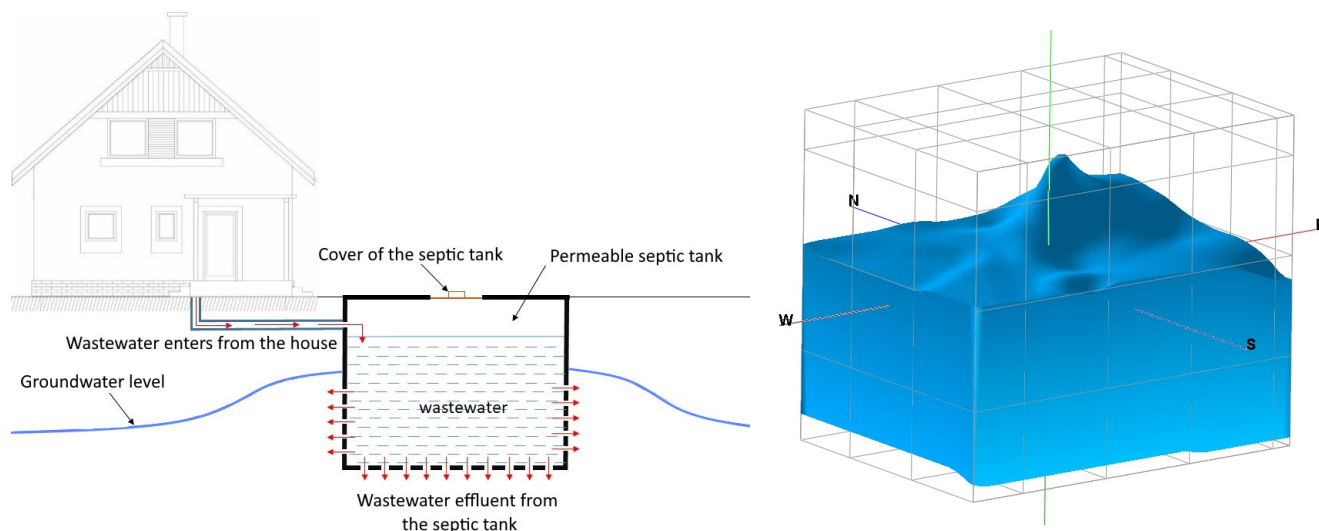 Cover of the septic tank
Permeable septic tank
Wastewater enters from the house
Groundwater level
wastewater
Wastewater effluent from
the septic tank
N
E
W
S